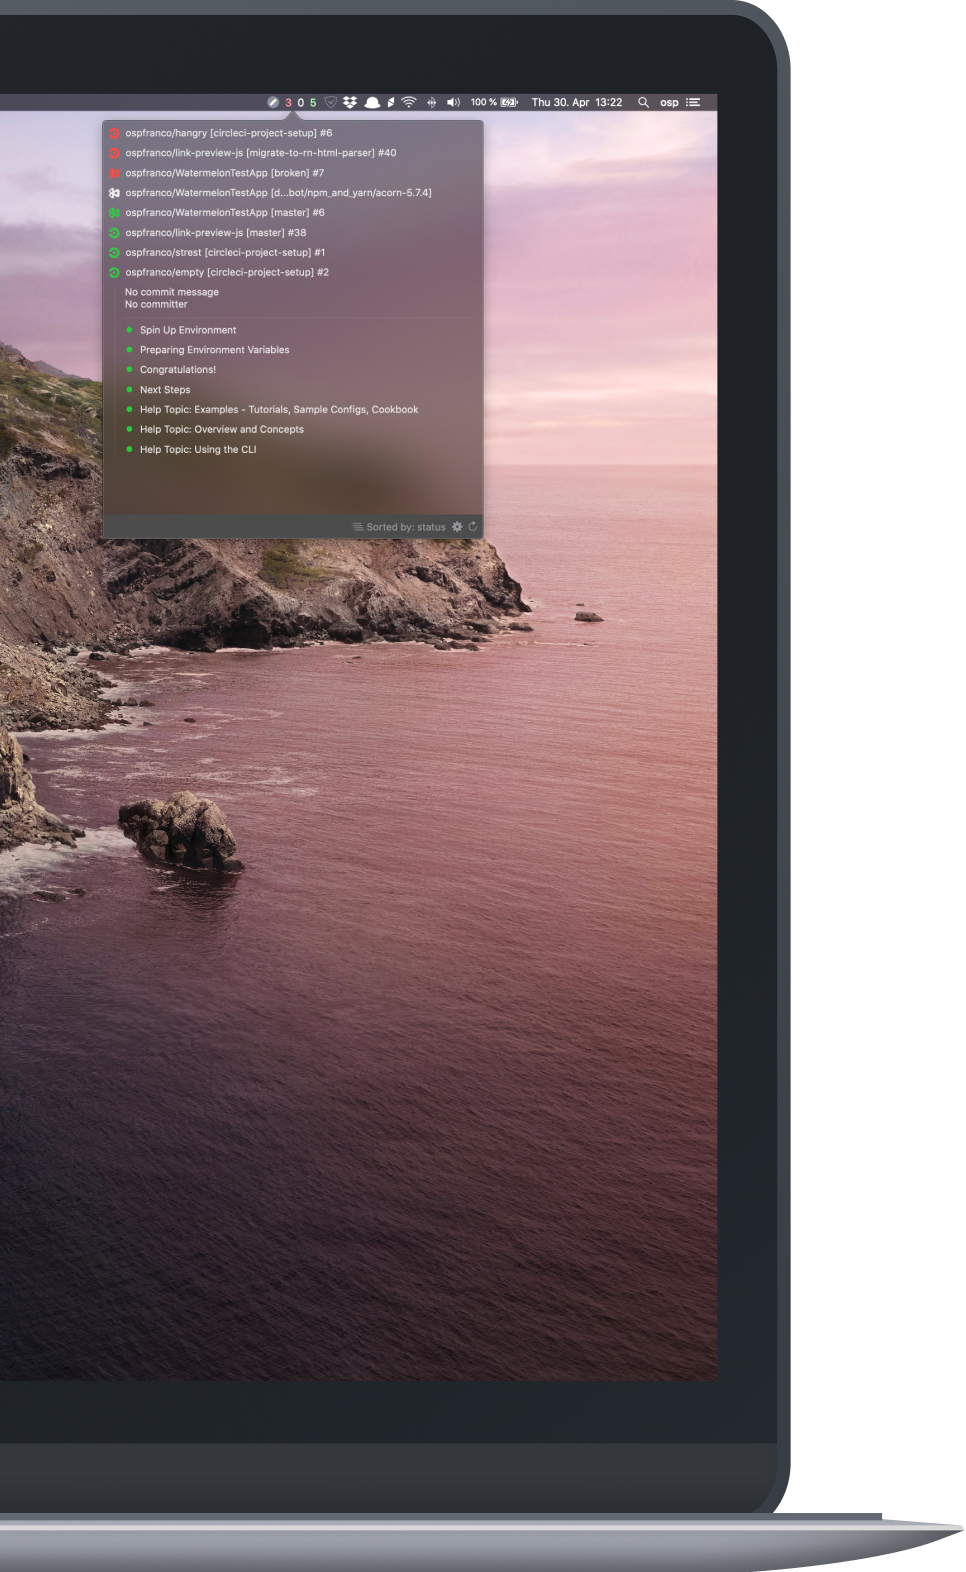 3 0 5 100 % Thu 30. Apr 13:22 osp
ospfranco/hangry [circleci-project-setup] #6
ospfranco/link-preview-js [migrate-to-rn-html-parser] #40
ospfranco/WatermelonTestApp [broken] #7
ospfranco/WatermelonTestApp [d...bot/npm_and_yarn/acorn-5.7.4]
ospfranco/WatermelonTestApp [master] #6
ospfranco/link-preview-js [master] #38
ospfranco/strest [circleci-project-setup] #1
ospfranco/empty [circleci-project-setup] #2
No commit message
No committer
Spin Up Environment
Preparing Environment Variables
Congratulations!
Next Steps
Help Topic: Examples - Tutorials, Sample Configs, Cookbook
Help Topic: Overview and Concepts
Help Topic: Using the CLI
Sorted by: status